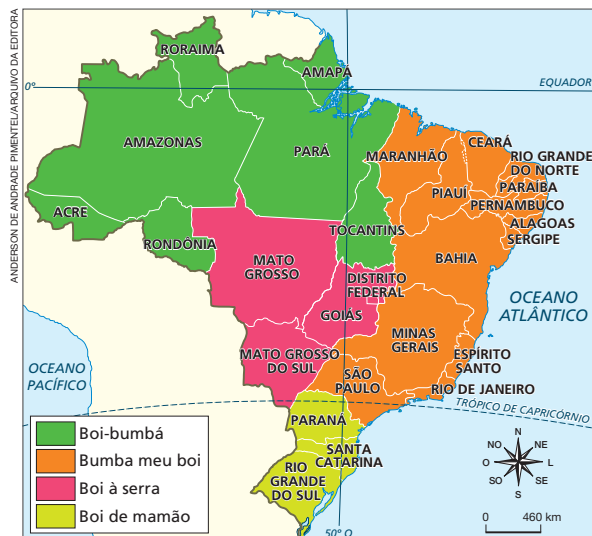 ANDERSON DE ANDRADE PIMENTEL/ARQUIVO DA EDITORA
RORAIMA
AMAPÁ
0°
EQUADOR
AMAZONAS
PARÁ
MARANHÃO
CEARÁ
RIO GRANDE
DO NORTE
PARAÍBA
PIAUÍ
PERNAMBUCO
ACRE
ALAGOAS
SERGIPE
TOCANTINS
RONDÔNIA
MATO
GROSSO
BAHIA
DISTRITO
FEDERAL
GOIÁS
OCEANO
ATLÂNTICO
MINAS
GERAIS
MATO GROSSO
DO SUL
ESPÍRITO
SANTO
OCEANO
PACÍFICO
SÃO
PAULO
RIO DE JANEIRO
TRÓPICO DE CAPRICÓRNIO
PARANÁ
SANTA
CATARINA
RIO
GRANDE
DO SUL
Boi-bumbá
Bumba meu boi
Boi à serra
Boi de mamão
N
NO
NE
O
L
SO
SE
S
50° O
0 460 km